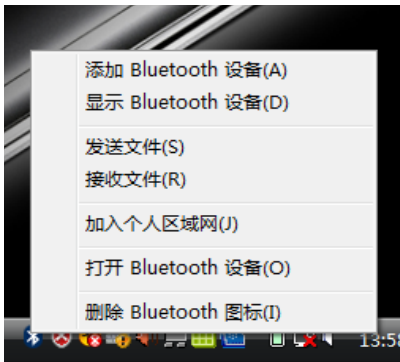 添加 Bluetooth 设备(A)
显示 Bluetooth 设备(D)
发送文件(S)
接收文件(R)
加入个人区域网(J)
打开 Bluetooth 设备(O)
删除 Bluetooth 图标(I)
13:58